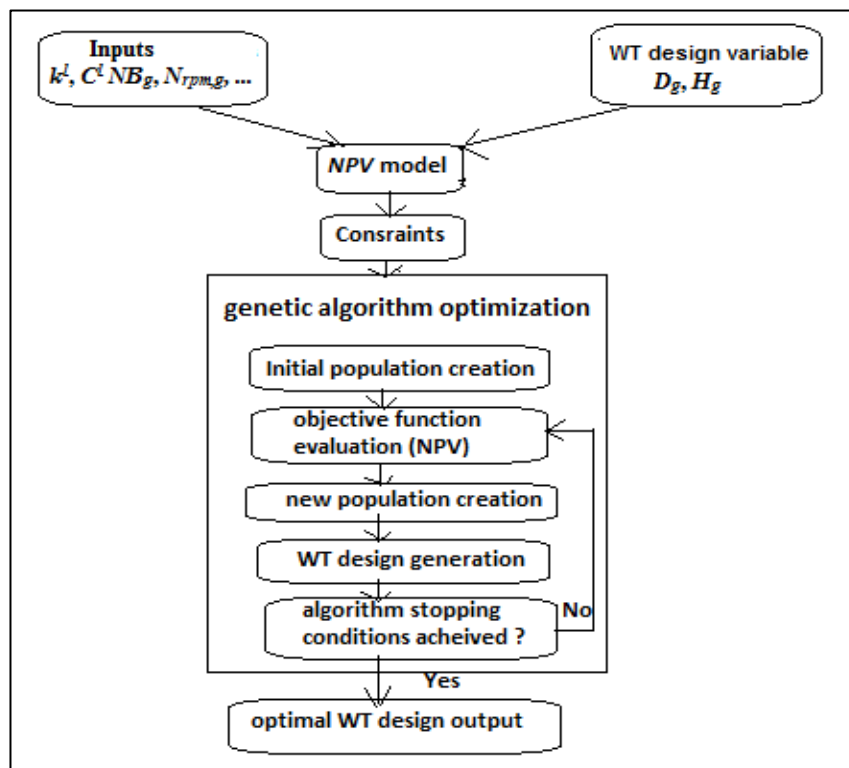 Inputs
k^l, C^l NB_g, N_rpm,g, ...
WT design variable
D_g, H_g
NPV model
Consraints
genetic algorithm optimization
Initial population creation
objective function
evaluation (NPV)
new population creation
WT design generation
algorithm stopping
conditions acheived ?
No
Yes
optimal WT design output